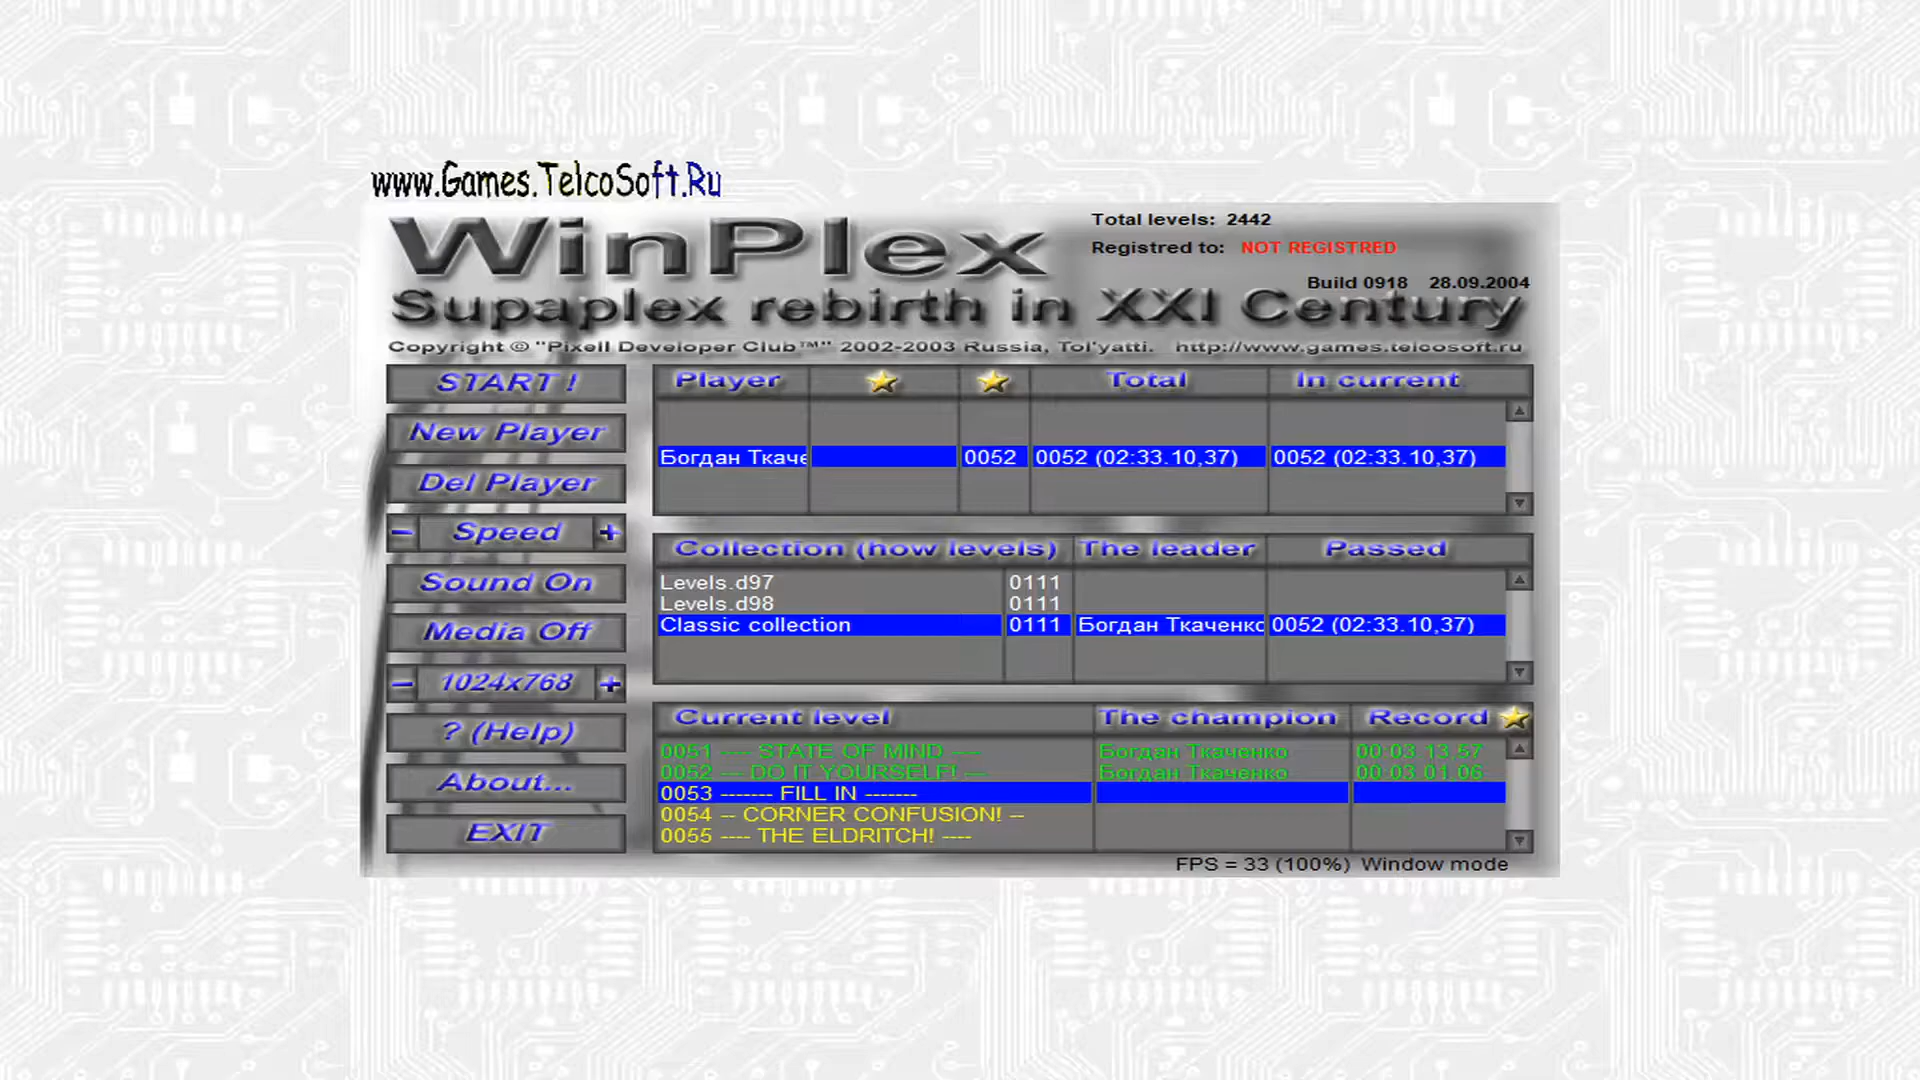 www.Games.TelcoSoft.Ru
WinPlex
Total levels: 2442
Registred to: NOT REGISTRED
Build 0918 28.09.2004
Supaplex rebirth in XXI Century
Copyright © "Pixell Developer Club™" 2002-2003 Russia, Tol'yatti. http://www.games.telcosoft.ru
START !
New Player
Del Player
- Speed +
Sound On
Media Off
- 1024x768 +
? (Help)
About...
EXIT
Player Total In current
Богдан Ткаче 0052 0052 (02:33.10,37) 0052 (02:33.10,37)
Collection (how levels) The leader Passed
Levels.d97 0111
Levels.d98 0111
Classic collection 0111 Богдан Ткаченко 0052 (02:33.10,37)
Current level The champion Record
0051 ---- STATE OF MIND ---- Богдан Ткаченко 00:03.13,57
0052 --- DO IT YOURSELF! --- Богдан Ткаченко 00:03.01,06
0053 ------- FILL IN -------
0054 -- CORNER CONFUSION! --
0055 ---- THE ELDRITCH! ----
FPS = 33 (100%) Window mode